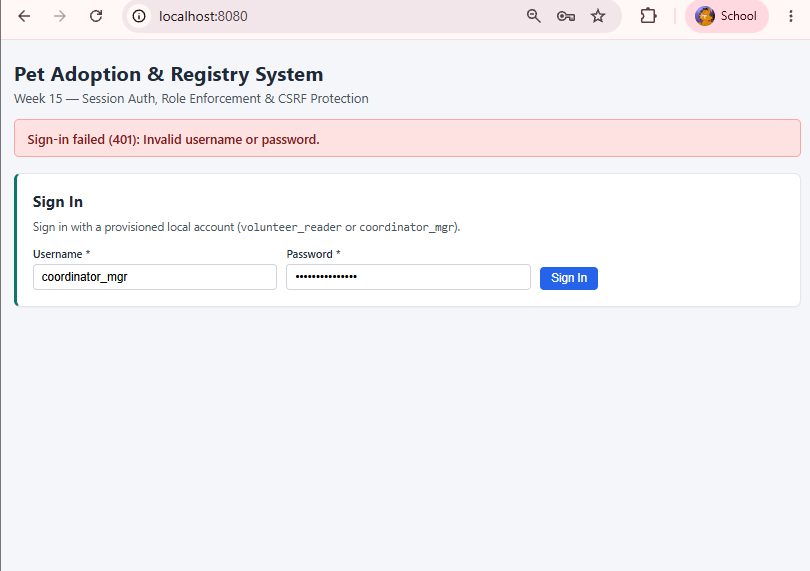 localhost:8080
School
Pet Adoption & Registry System
Week 15 — Session Auth, Role Enforcement & CSRF Protection
Sign-in failed (401): Invalid username or password.
Sign In
Sign in with a provisioned local account (volunteer_reader or coordinator_mgr).
Username * Password *
coordinator_mgr ••••••••••••••• Sign In